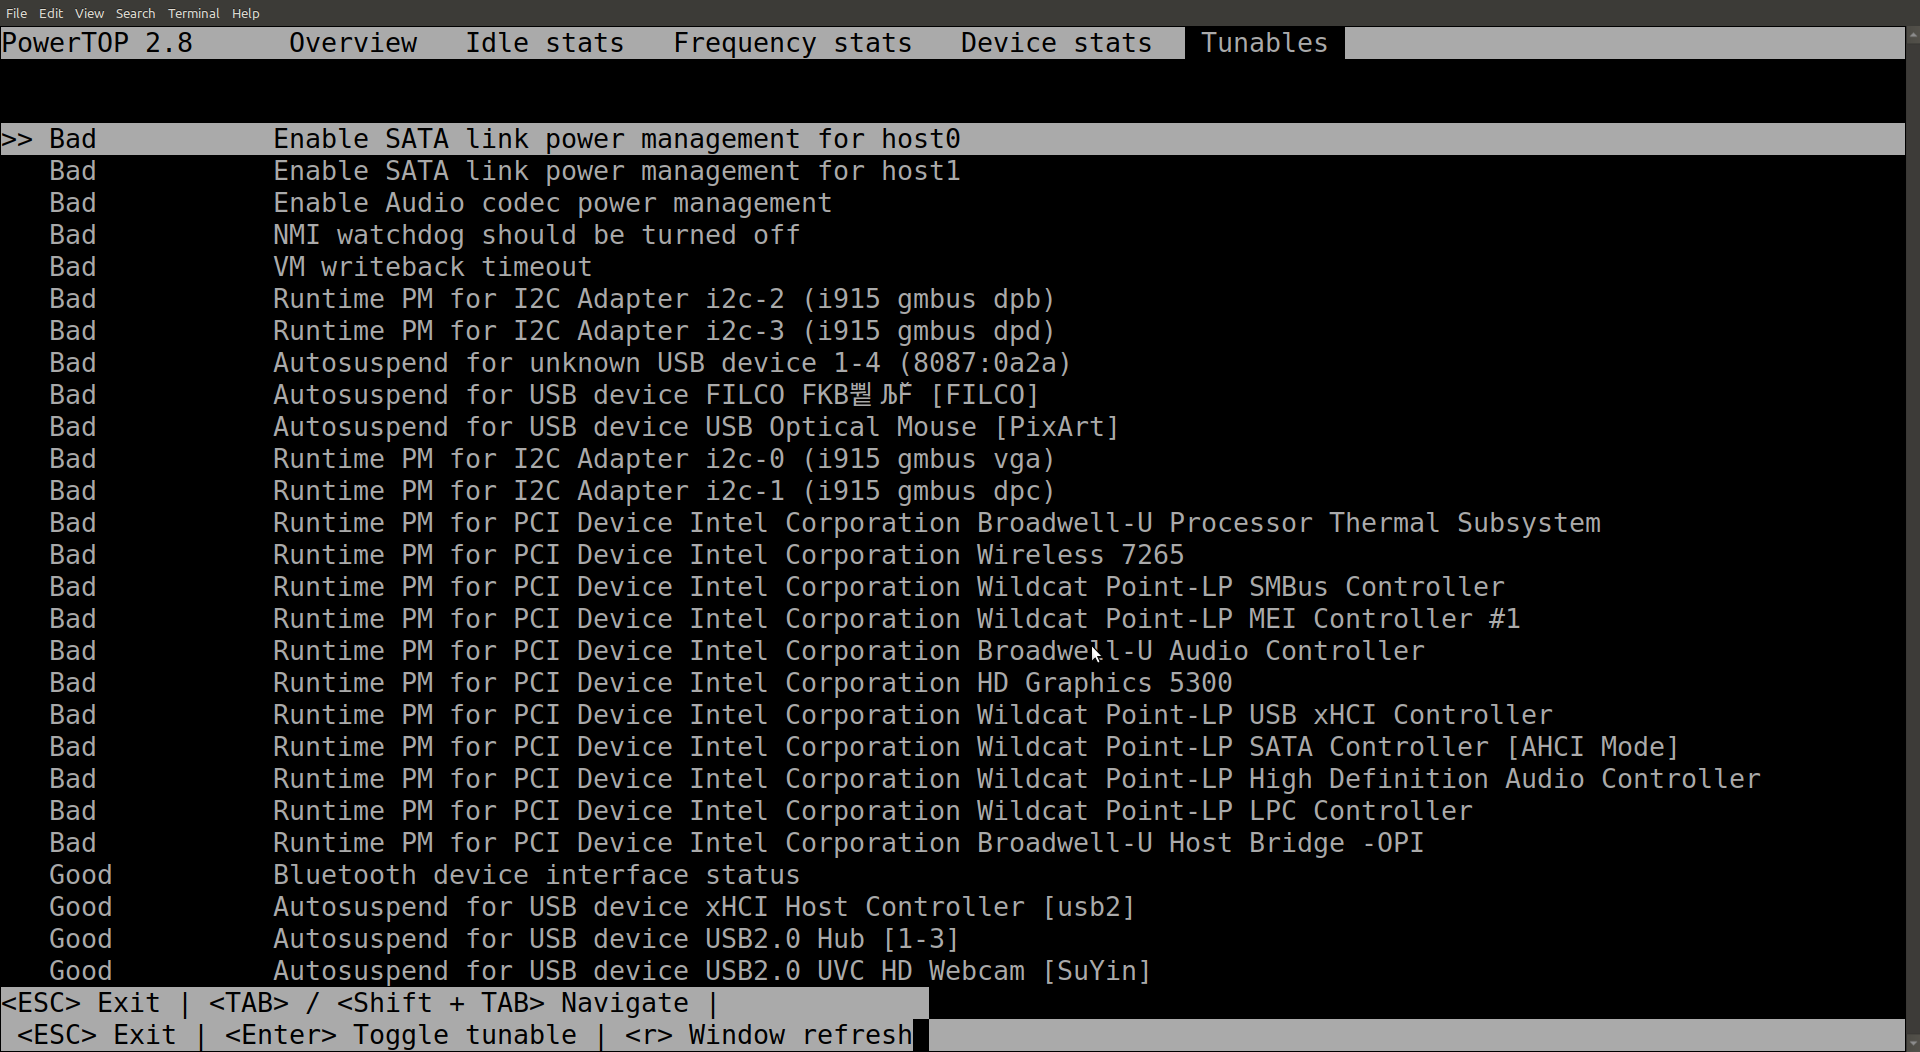 File Edit View Search Terminal Help
PowerTOP 2.8 Overview Idle stats Frequency stats Device stats Tunables
>> Bad Enable SATA link power management for host0
Bad Enable SATA link power management for host1
Bad Enable Audio codec power management
Bad NMI watchdog should be turned off
Bad VM writeback timeout
Bad Runtime PM for I2C Adapter i2c-2 (i915 gmbus dpb)
Bad Runtime PM for I2C Adapter i2c-3 (i915 gmbus dpd)
Bad Autosuspend for unknown USB device 1-4 (8087:0a2a)
Bad Autosuspend for USB device FILCO [FILCO]
Bad Autosuspend for USB device USB Optical Mouse [PixArt]
Bad Runtime PM for I2C Adapter i2c-0 (i915 gmbus vga)
Bad Runtime PM for I2C Adapter i2c-1 (i915 gmbus dpc)
Bad Runtime PM for PCI Device Intel Corporation Broadwell-U Processor Thermal Subsystem
Bad Runtime PM for PCI Device Intel Corporation Wireless 7265
Bad Runtime PM for PCI Device Intel Corporation Wildcat Point-LP SMBus Controller
Bad Runtime PM for PCI Device Intel Corporation Wildcat Point-LP MEI Controller #1
Bad Runtime PM for PCI Device Intel Corporation Broadwell-U Audio Controller
Bad Runtime PM for PCI Device Intel Corporation HD Graphics 5300
Bad Runtime PM for PCI Device Intel Corporation Wildcat Point-LP USB xHCI Controller
Bad Runtime PM for PCI Device Intel Corporation Wildcat Point-LP SATA Controller [AHCI Mode]
Bad Runtime PM for PCI Device Intel Corporation Wildcat Point-LP High Definition Audio Controller
Bad Runtime PM for PCI Device Intel Corporation Wildcat Point-LP LPC Controller
Bad Runtime PM for PCI Device Intel Corporation Broadwell-U Host Bridge -OPI
Good Bluetooth device interface status
Good Autosuspend for USB device xHCI Host Controller [usb2]
Good Autosuspend for USB device USB2.0 Hub [1-3]
Good Autosuspend for USB device USB2.0 UVC HD Webcam [SuYin]
<ESC> Exit | <TAB> / <Shift + TAB> Navigate |
<ESC> Exit | <Enter> Toggle tunable | <r> Window refresh